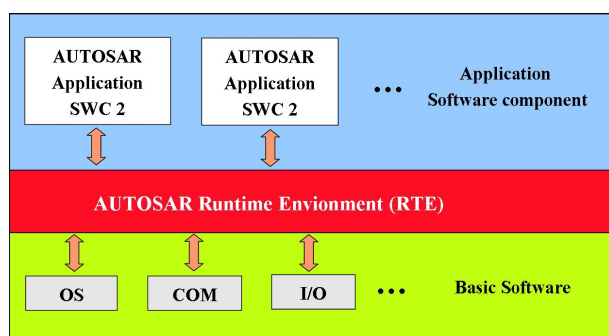 AUTOSAR
Application
SWC 2
AUTOSAR
Application
SWC 2
...
Application
Software component
AUTOSAR Runtime Envionment (RTE)
OS
COM
I/O
...
Basic Software